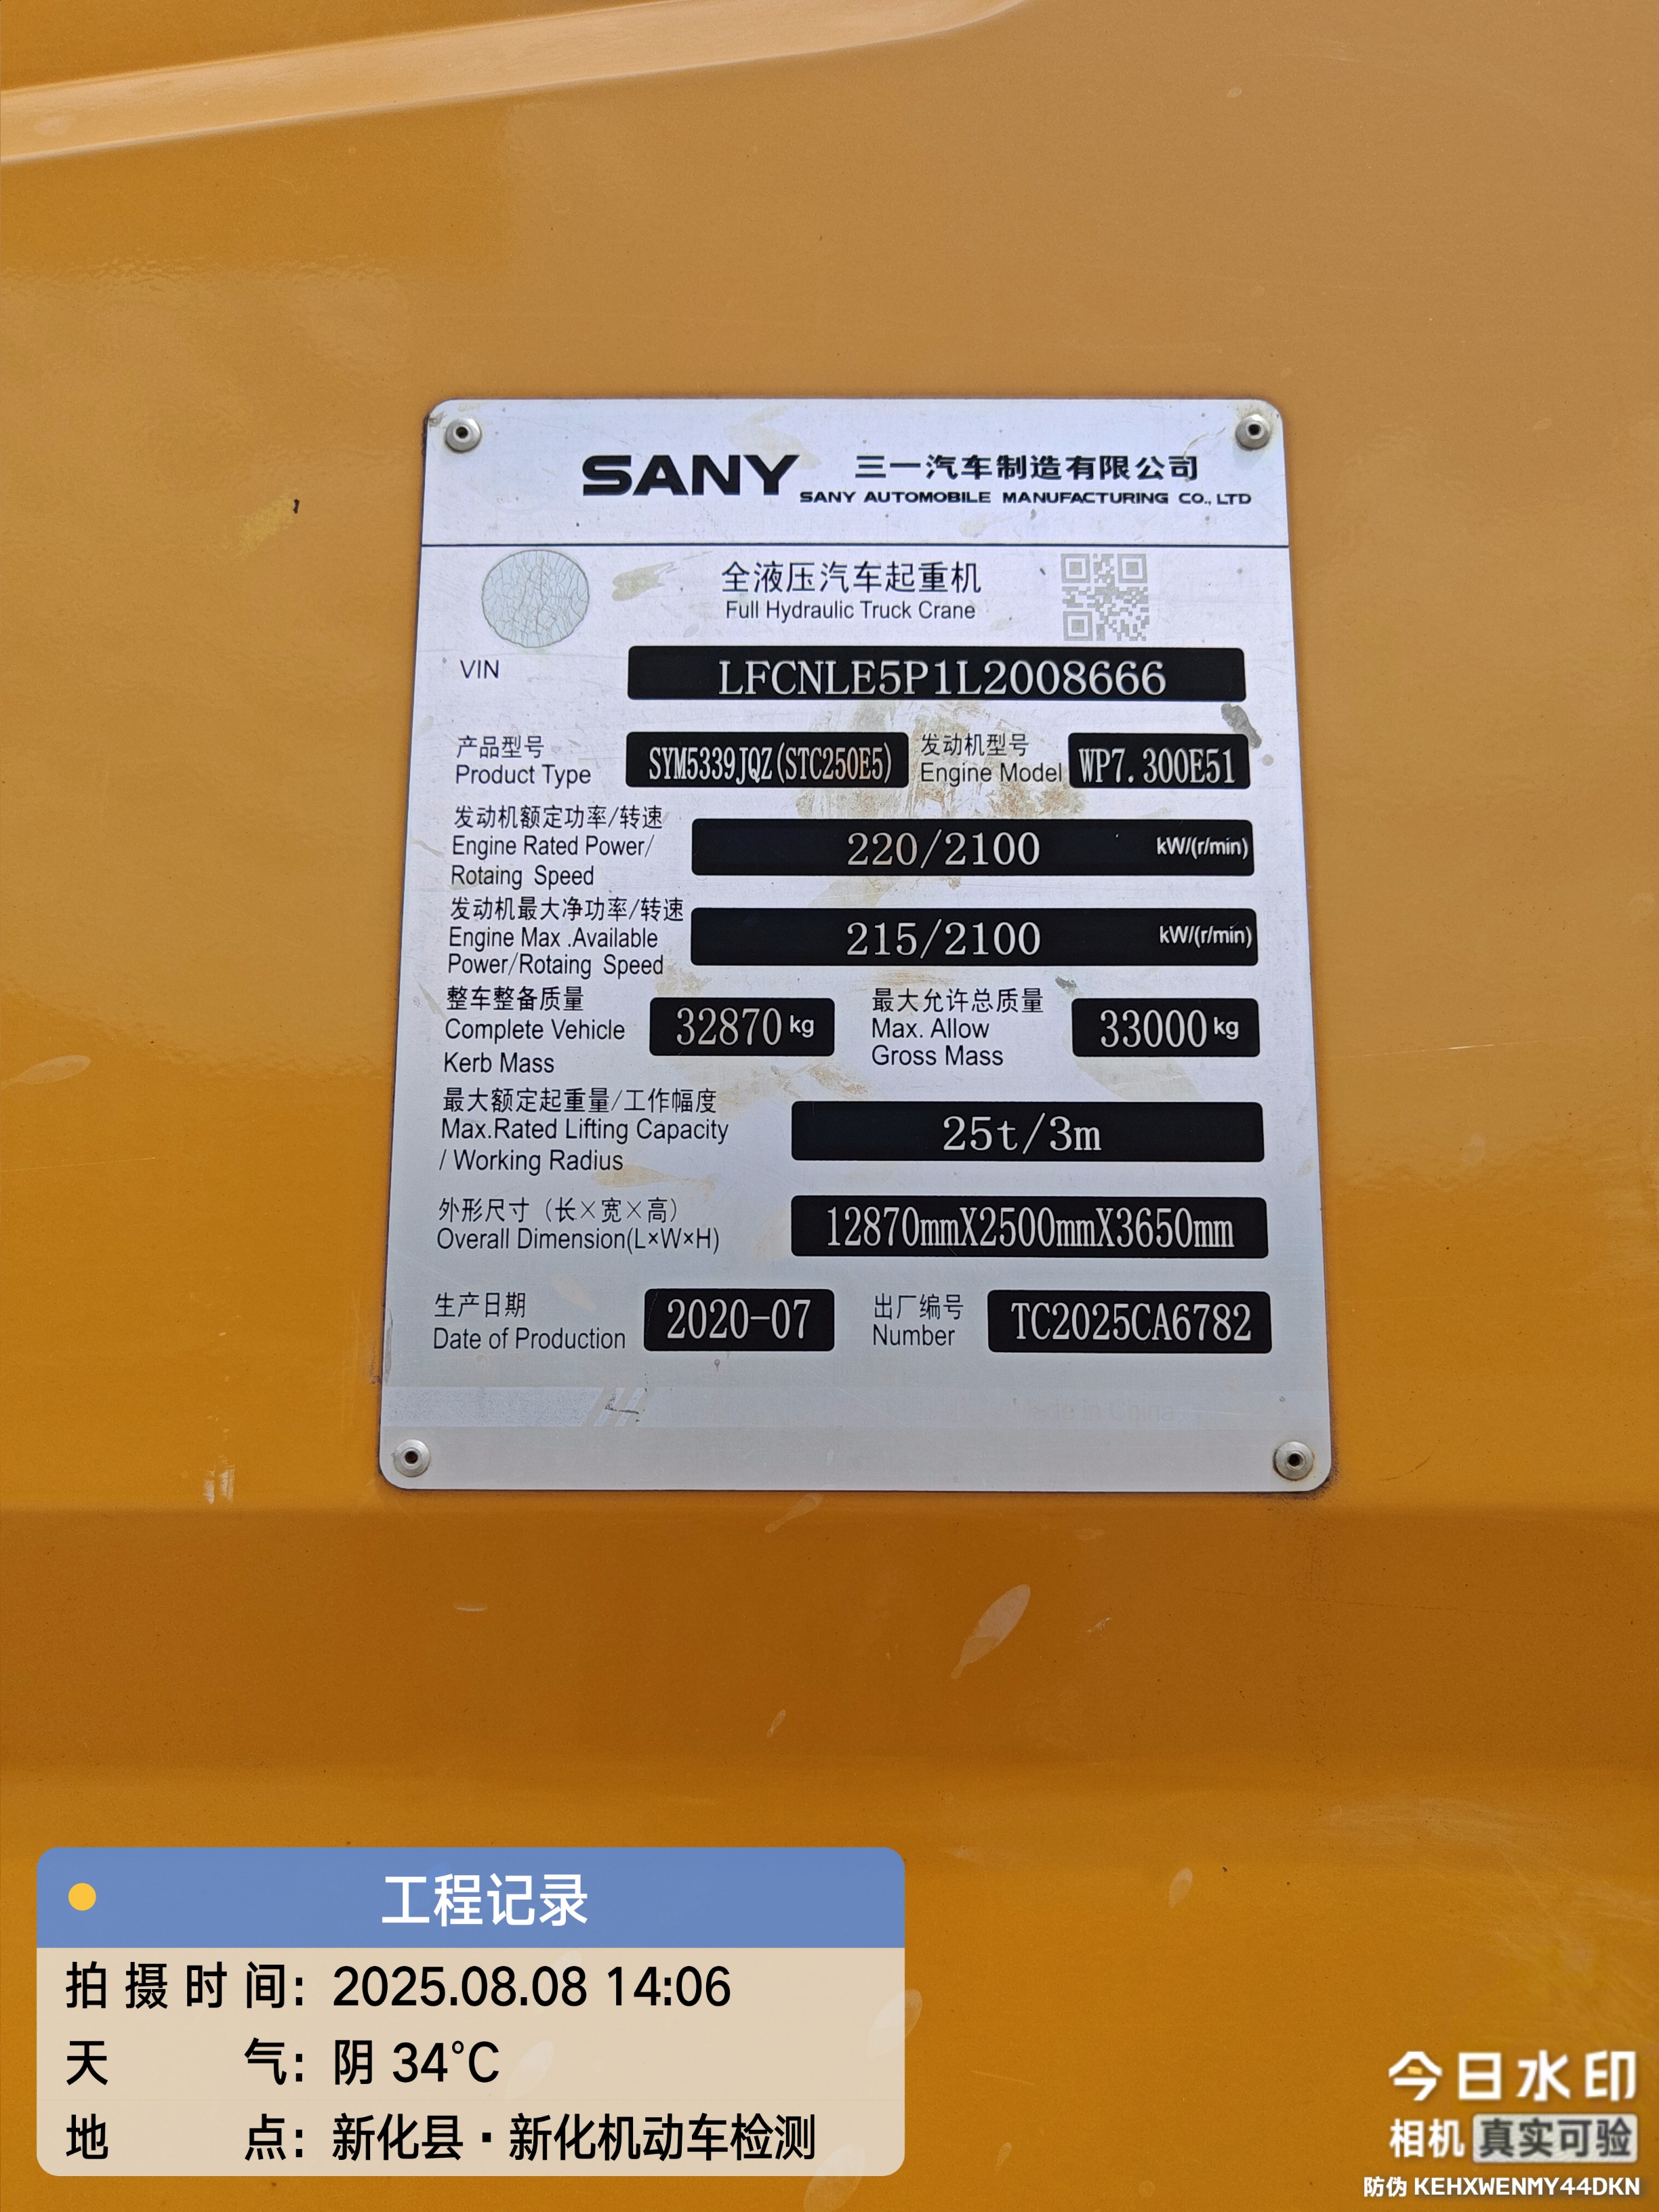 SANY 三一汽车制造有限公司
SANY AUTOMOBILE MANUFACTURING CO., LTD
全液压汽车起重机
Full Hydraulic Truck Crane
VIN LFCNLE5P1L2008666
产品型号
Product Type SYM5339JQZ(STC250E5)
发动机型号
Engine Model WP7.300E51
发动机额定功率/转速
Engine Rated Power/
Rotaing Speed 220/2100 kW/(r/min)
发动机最大净功率/转速
Engine Max .Available
Power/Rotaing Speed 215/2100 kW/(r/min)
整车整备质量
Complete Vehicle
Kerb Mass 32870 kg
最大允许总质量
Max. Allow
Gross Mass 33000 kg
最大额定起重量/工作幅度
Max.Rated Lifting Capacity
/ Working Radius 25t/3m
外形尺寸（长×宽×高）
Overall Dimension(L×W×H) 12870mmX2500mmX3650mm
生产日期
Date of Production 2020-07
出厂编号
Number TC2025CA6782
Made in China
工程记录
拍摄时间: 2025.08.08 14:06
天气: 阴 34°C
地点: 新化县·新化机动车检测
今日水印
相机 真实可验
防伪 KEHXWENMY44DKN